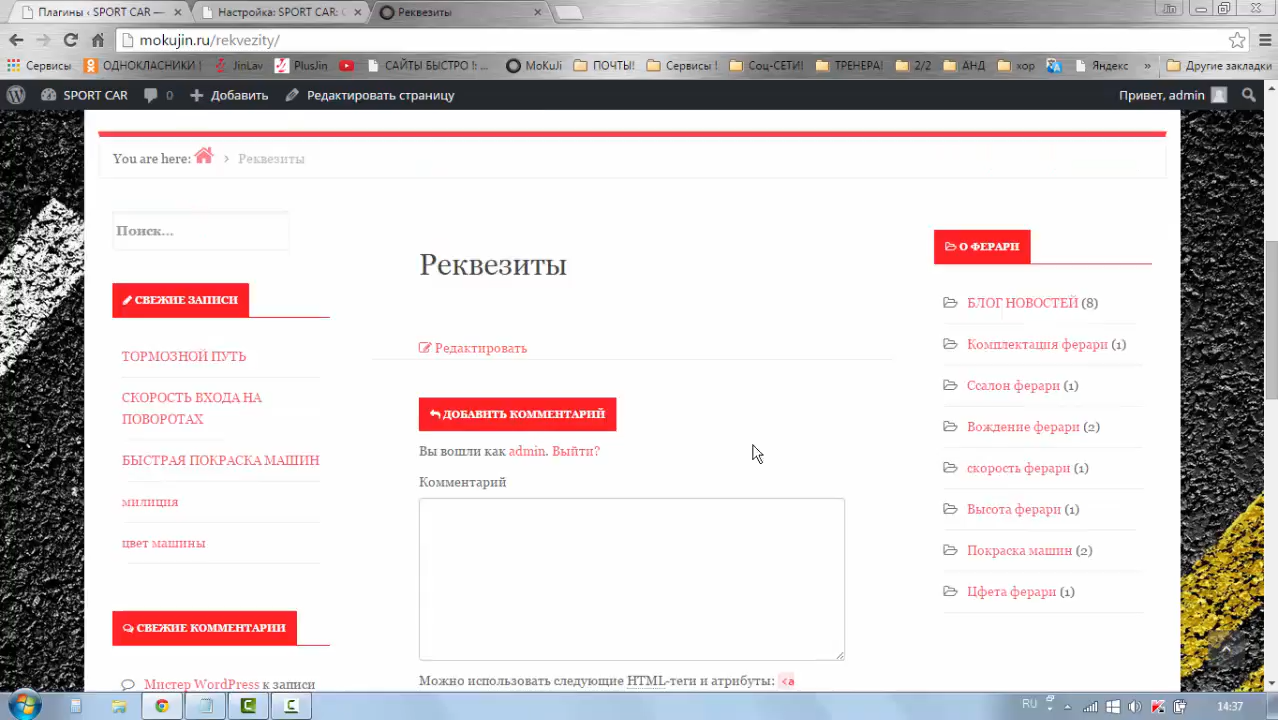 Плагины ‹ SPORT CAR —
Настройка: SPORT CAR: 
Реквезиты
Jin
mokujin.ru/rekvezity/
Сервисы
ОДНОКЛАСНИКИ
JinLav
PlusJin
САЙТЫ БЫСТРО !:...
MoKuJi
ПОЧТЫ!
Сервисы !
Соц-СЕТИ!
ТРЕНЕРА!
2/2
АНД
хор
Яндекс
»
Другие закладки
SPORT CAR
0
Добавить
Редактировать страницу
Привет, admin
You are here: > Реквезиты
Поиск...
СВЕЖИЕ ЗАПИСИ
ТОРМОЗНОЙ ПУТЬ
СКОРОСТЬ ВХОДА НА
ПОВОРОТАХ
БЫСТРАЯ ПОКРАСКА МАШИН
милиция
цвет машины
СВЕЖИЕ КОММЕНТАРИИ
Мистер WordPress к записи
Реквезиты
Редактировать
ДОБАВИТЬ КОММЕНТАРИЙ
Вы вошли как admin. Выйти?
Комментарий
Можно использовать следующие HTML-теги и атрибуты: <a
О ФЕРАРИ
БЛОГ НОВОСТЕЙ (8)
Комплектация ферари (1)
Ссалон ферари (1)
Вождение ферари (2)
скорость ферари (1)
Высота ферари (1)
Покраска машин (2)
Цфета ферари (1)
RU
14:37